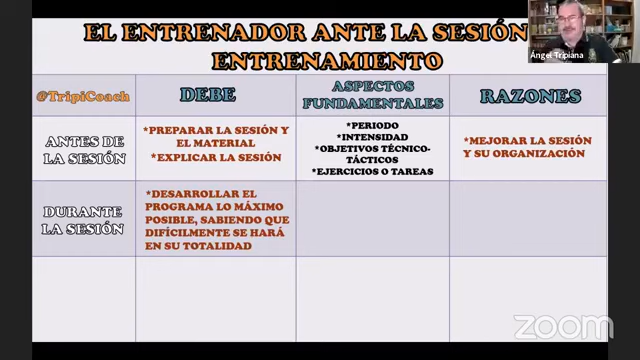 EL ENTRENADOR ANTE LA SESIÓN
ENTRENAMIENTO
Ángel Tripiana
@TripiCoach
DEBE
ASPECTOS
FUNDAMENTALES
RAZONES
ANTES DE
LA SESIÓN
*PREPARAR LA SESIÓN Y
EL MATERIAL
*EXPLICAR LA SESIÓN
*PERIODO
*INTENSIDAD
*OBJETIVOS TÉCNICO-
TÁCTICOS
*EJERCICIOS O TAREAS
*MEJORAR LA SESIÓN
Y SU ORGANIZACIÓN
DURANTE
LA SESIÓN
*DESARROLLAR EL
PROGRAMA LO MÁXIMO
POSIBLE, SABIENDO QUE
DIFÍCILMENTE SE HARÁ
EN SU TOTALIDAD
zoom